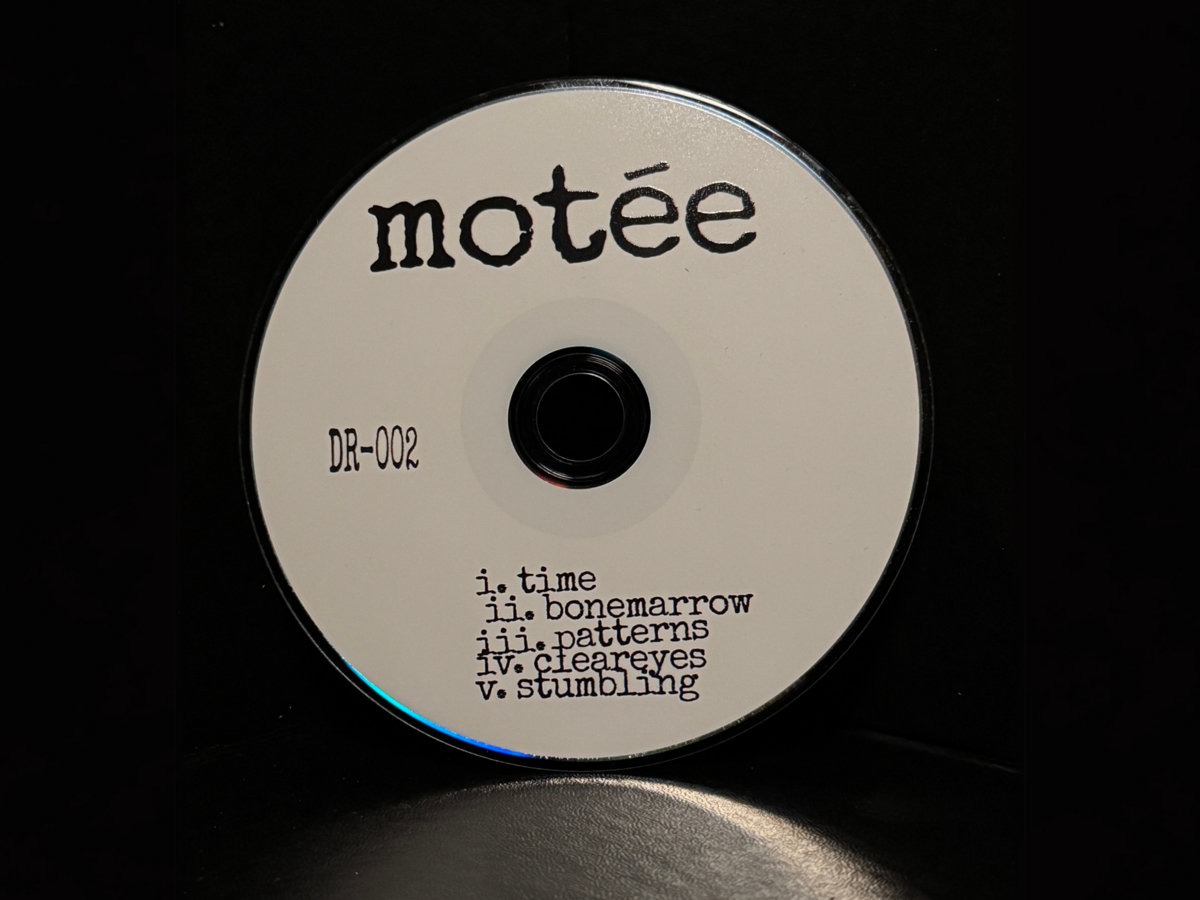 motée
DR-002
i. time
ii. bonemarrow
iii. patterns
iv. cleareyes
v. stumbling